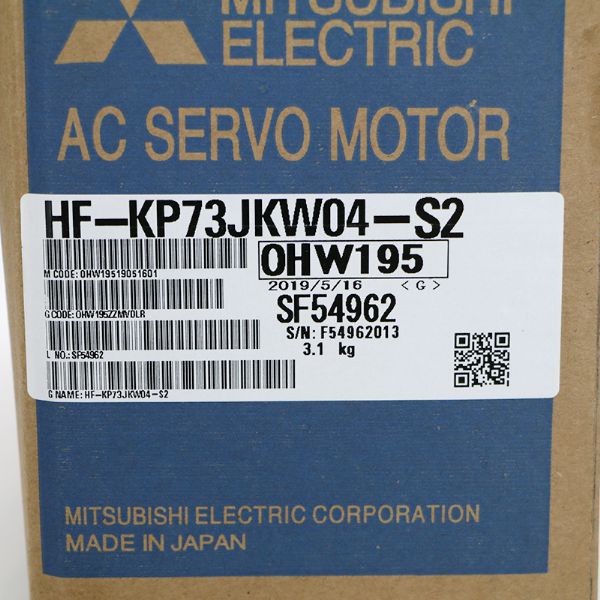 MITSUBISHI
ELECTRIC
AC SERVO MOTOR
HF-KP73JKW04-S2
OHW195
M CODE: OHW19519051601
2019/5/16 <G>
SF54962
G CODE: OHW195ZZMVDLR
S/N: F54962013
3.1 kg
L NO.: SF54962
G NAME: HF-KP73JKW04-S2
MITSUBISHI ELECTRIC CORPORATION
MADE IN JAPAN